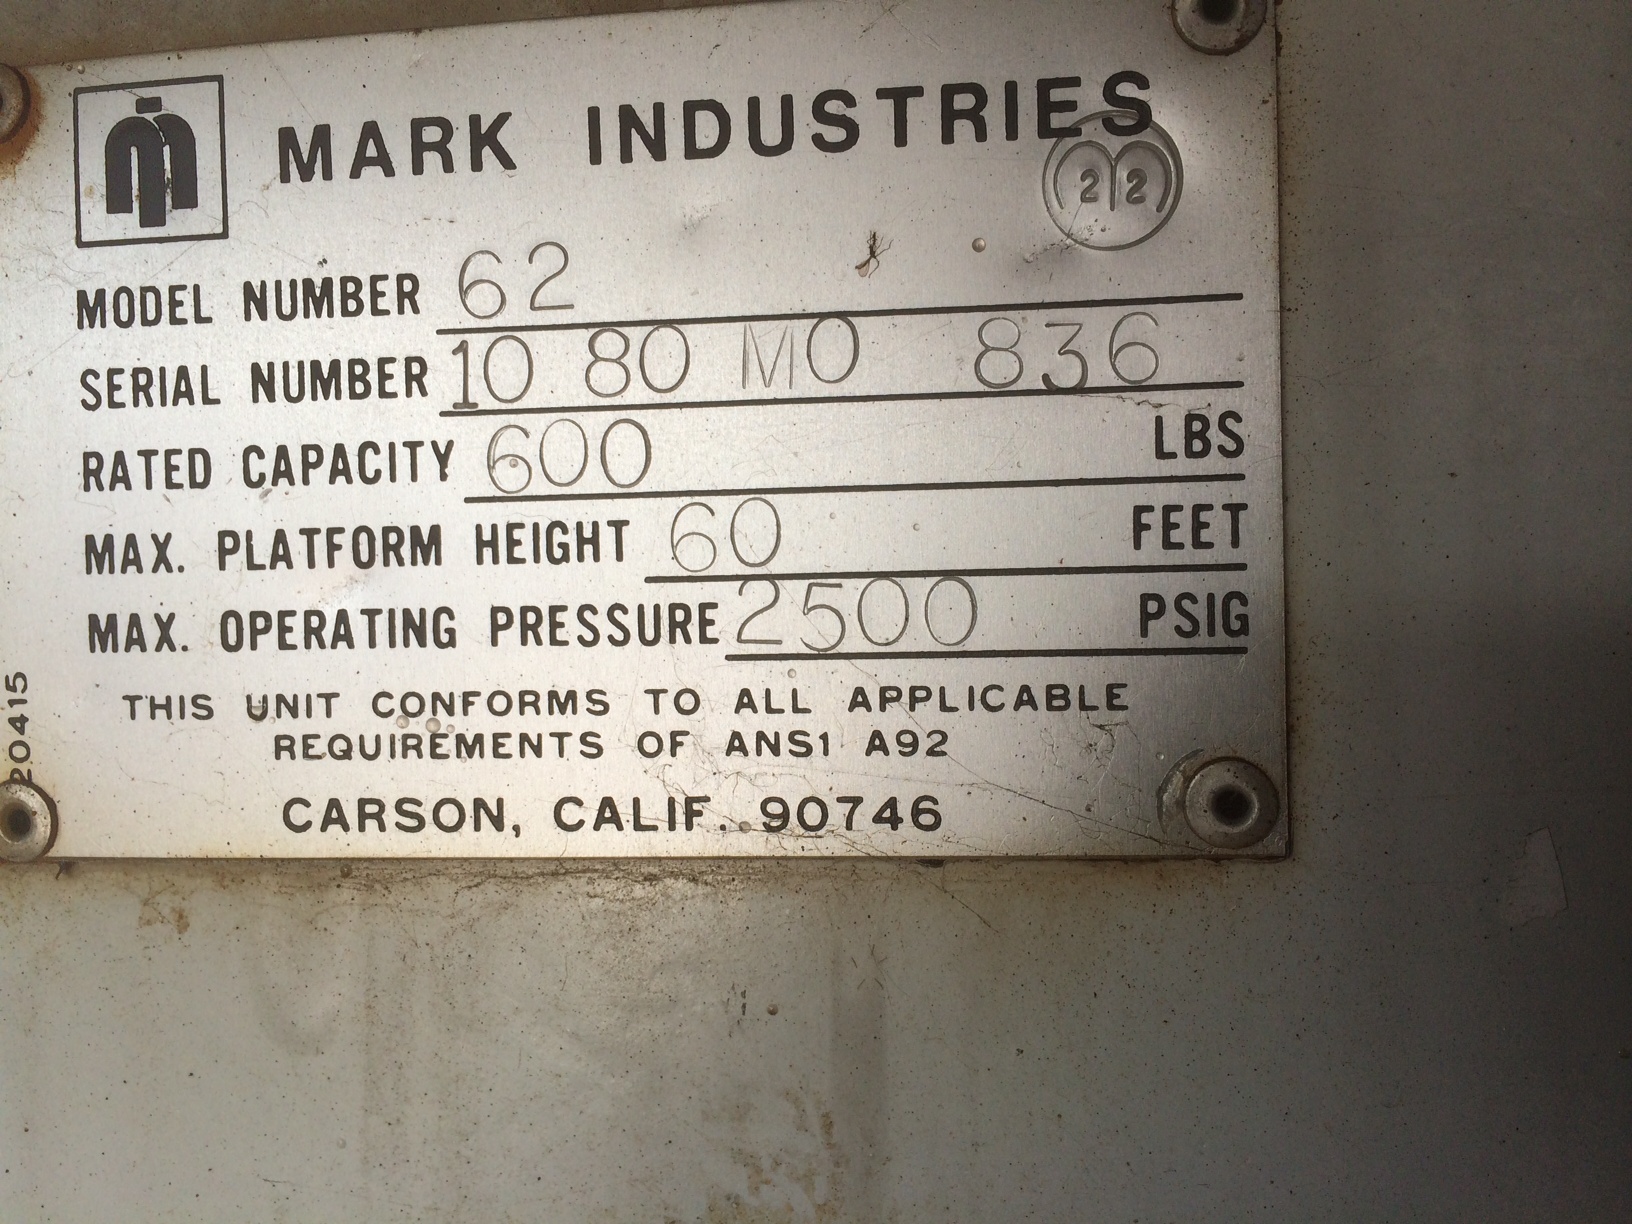 MARK INDUSTRIES
2 2
MODEL NUMBER 62
SERIAL NUMBER 10 80 MO 836
RATED CAPACITY 600 LBS
MAX. PLATFORM HEIGHT 60 FEET
MAX. OPERATING PRESSURE 2500 PSIG
THIS UNIT CONFORMS TO ALL APPLICABLE
REQUIREMENTS OF ANS1 A92
CARSON, CALIF. 90746
20415